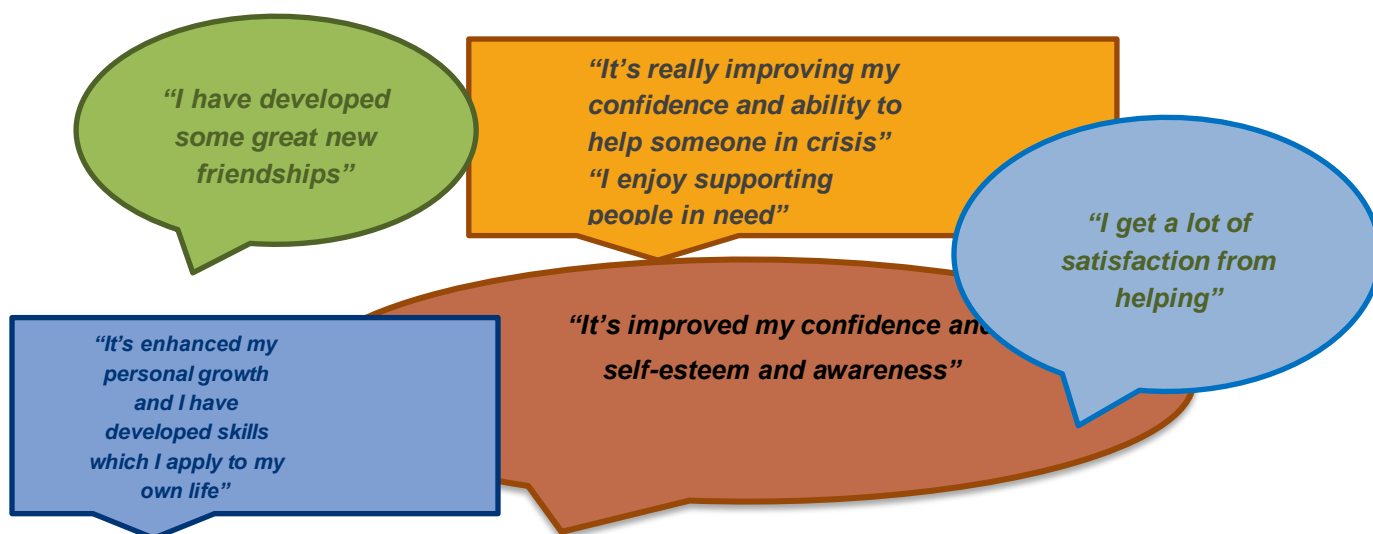 “I have developed
some great new
friendships”
“It’s really improving my
confidence and ability to
help someone in crisis”
“I enjoy supporting
people in need”
“I get a lot of
satisfaction from
helping”
“It’s improved my confidence and
self-esteem and awareness”
“It’s enhanced my
personal growth
and I have
developed skills
which I apply to my
own life”